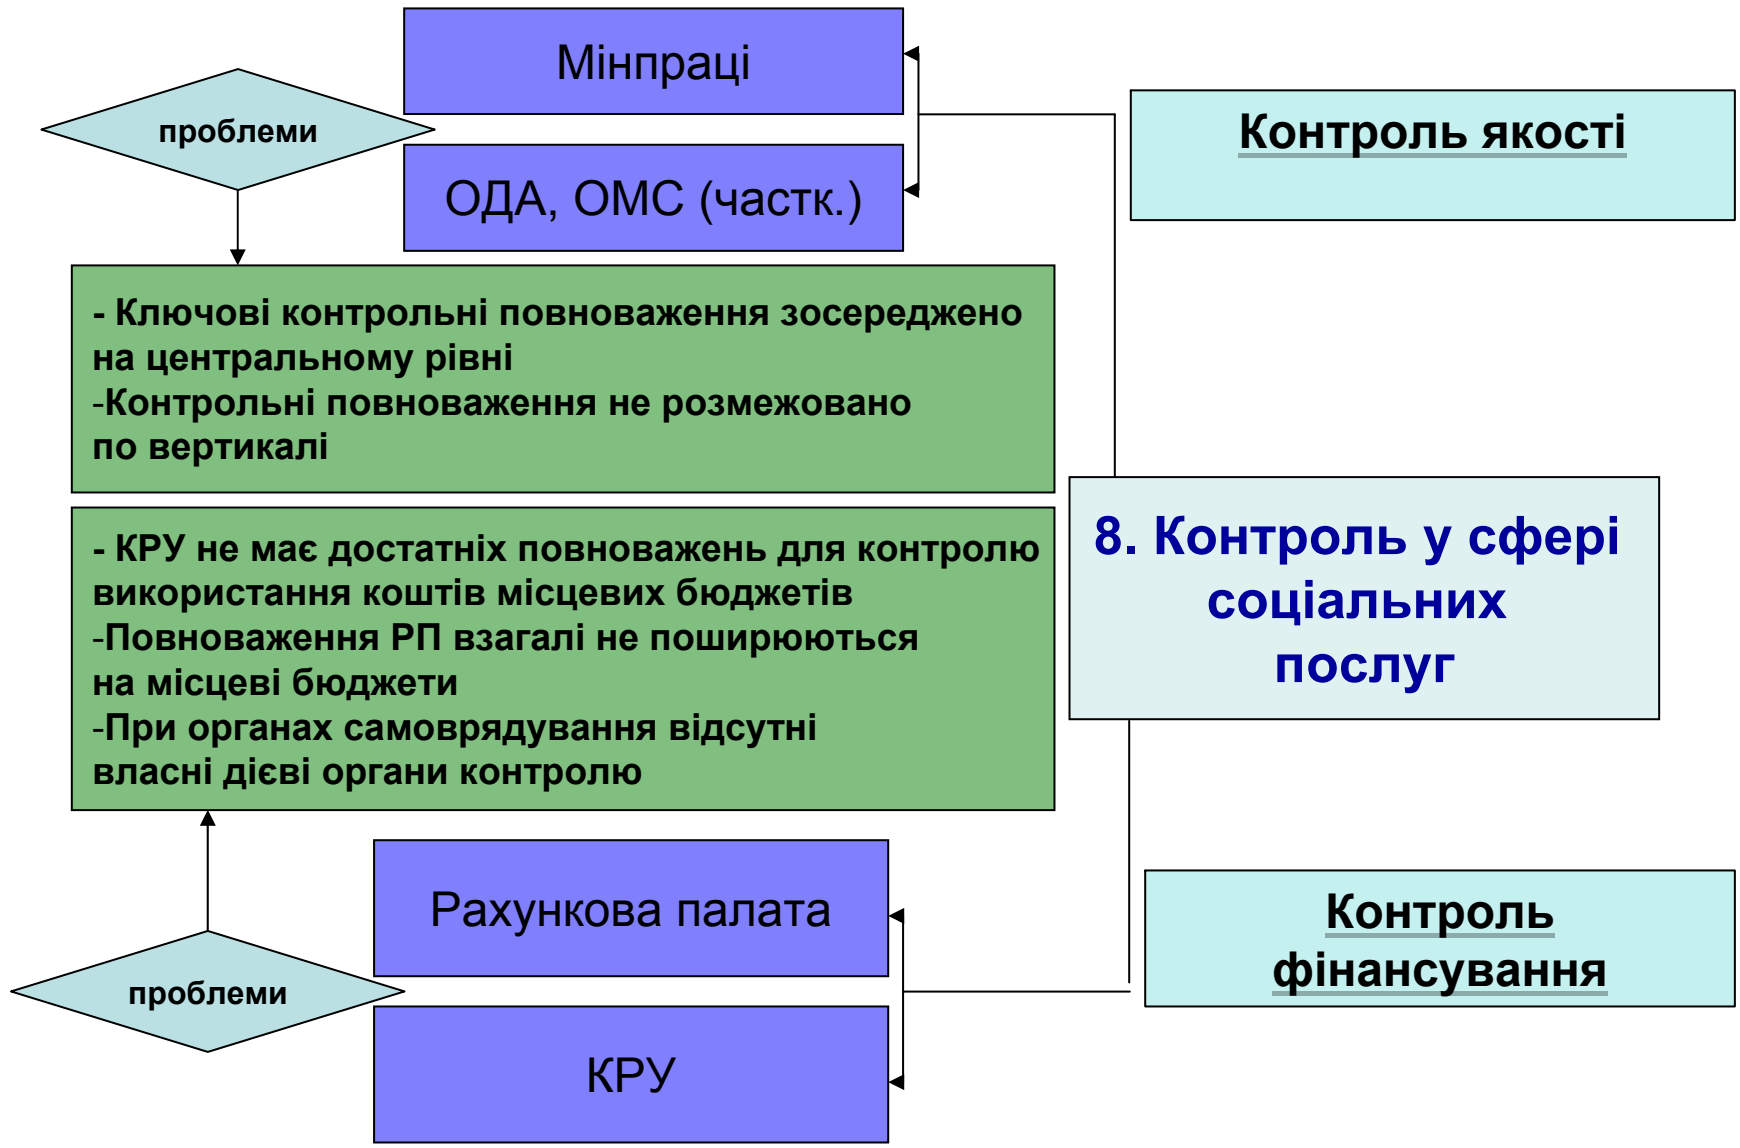 Мінпраці
проблеми
Контроль якості
ОДА, ОМС (частк.)
- Ключові контрольні повноваження зосереджено
на центральному рівні
-Контрольні повноваження не розмежовано
по вертикалі
8. Контроль у сфері
соціальних
послуг
- КРУ не має достатніх повноважень для контролю
використання коштів місцевих бюджетів
-Повноваження РП взагалі не поширюються
на місцеві бюджети
-При органах самоврядування відсутні
власні дієві органи контролю
Рахункова палата
Контроль
фінансування
проблеми
КРУ